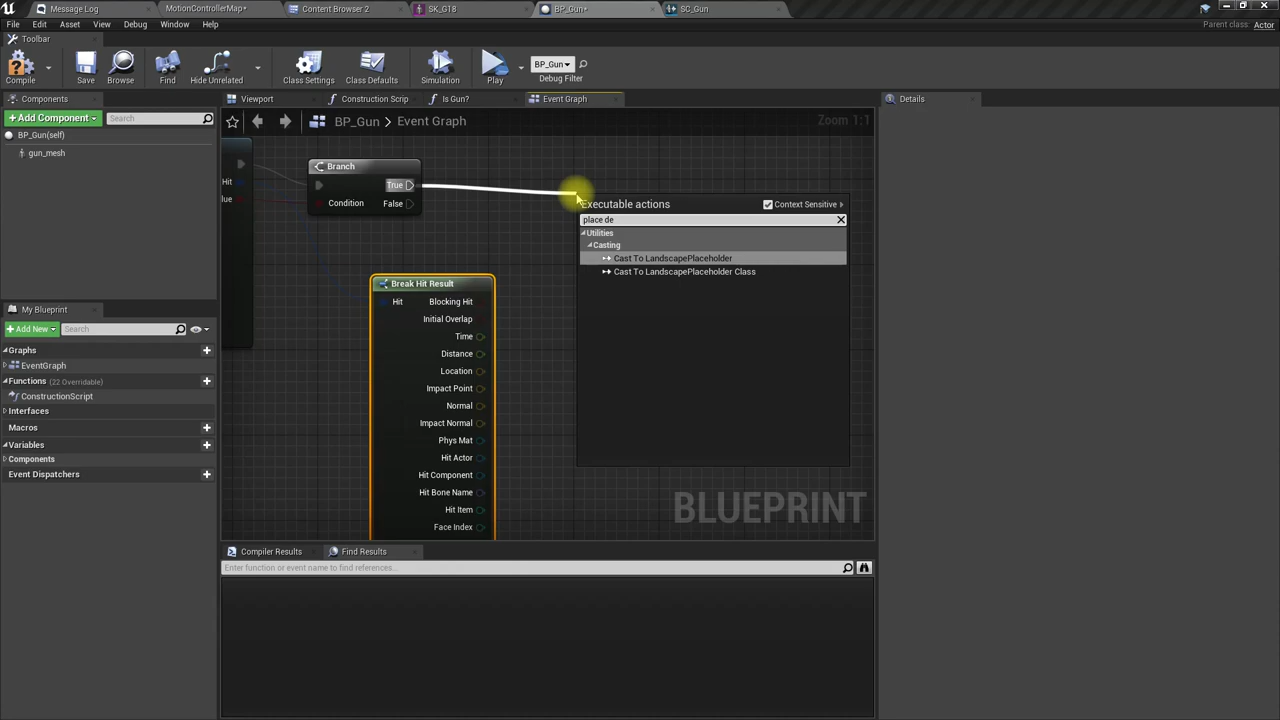 Message Log
MotionControllerMap*
Content Browser 2
SK_G18
BP_Gun*
SC_Gun
File
Edit
Asset
View
Debug
Window
Help
Parent class: Actor
Toolbar
Compile
Save
Browse
Find
Hide Unrelated
Class Settings
Class Defaults
Simulation
Play
BP_Gun
Debug Filter
Components
Viewport
Construction Scrip
Is Gun?
Event Graph
Details
+ Add Component
Search
BP_Gun > Event Graph
Zoom 1:1
BP_Gun(self)
gun_mesh
Branch
True
Condition
False
Hit
lue
Executable actions
Context Sensitive
place de
Utilities
Casting
Cast To LandscapePlaceholder
Cast To LandscapePlaceholder Class
Break Hit Result
Hit
Blocking Hit
Initial Overlap
Time
Distance
Location
Impact Point
Normal
Impact Normal
Phys Mat
Hit Actor
Hit Component
Hit Bone Name
Hit Item
Face Index
BLUEPRINT
My Blueprint
+ Add New
Search
Graphs
EventGraph
Functions (22 Overridable)
ConstructionScript
Interfaces
Macros
Variables
Components
Event Dispatchers
Compiler Results
Find Results
Enter function or event name to find references...